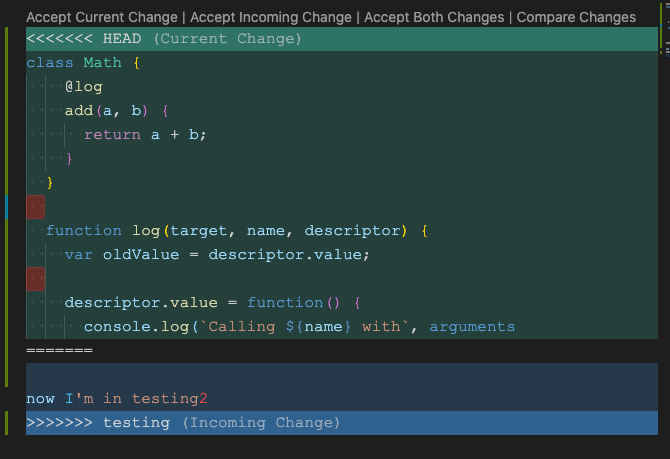 Accept Current Change | Accept Incoming Change | Accept Both Changes | Compare Changes
<<<<<<< HEAD (Current Change)
class Math {
    @log
    add(a, b) {
      return a + b;
    }
  }

  function log(target, name, descriptor) {
    var oldValue = descriptor.value;

    descriptor.value = function() {
      console.log(`Calling ${name} with`, arguments
=======

now I'm in testing2
>>>>>>> testing (Incoming Change)